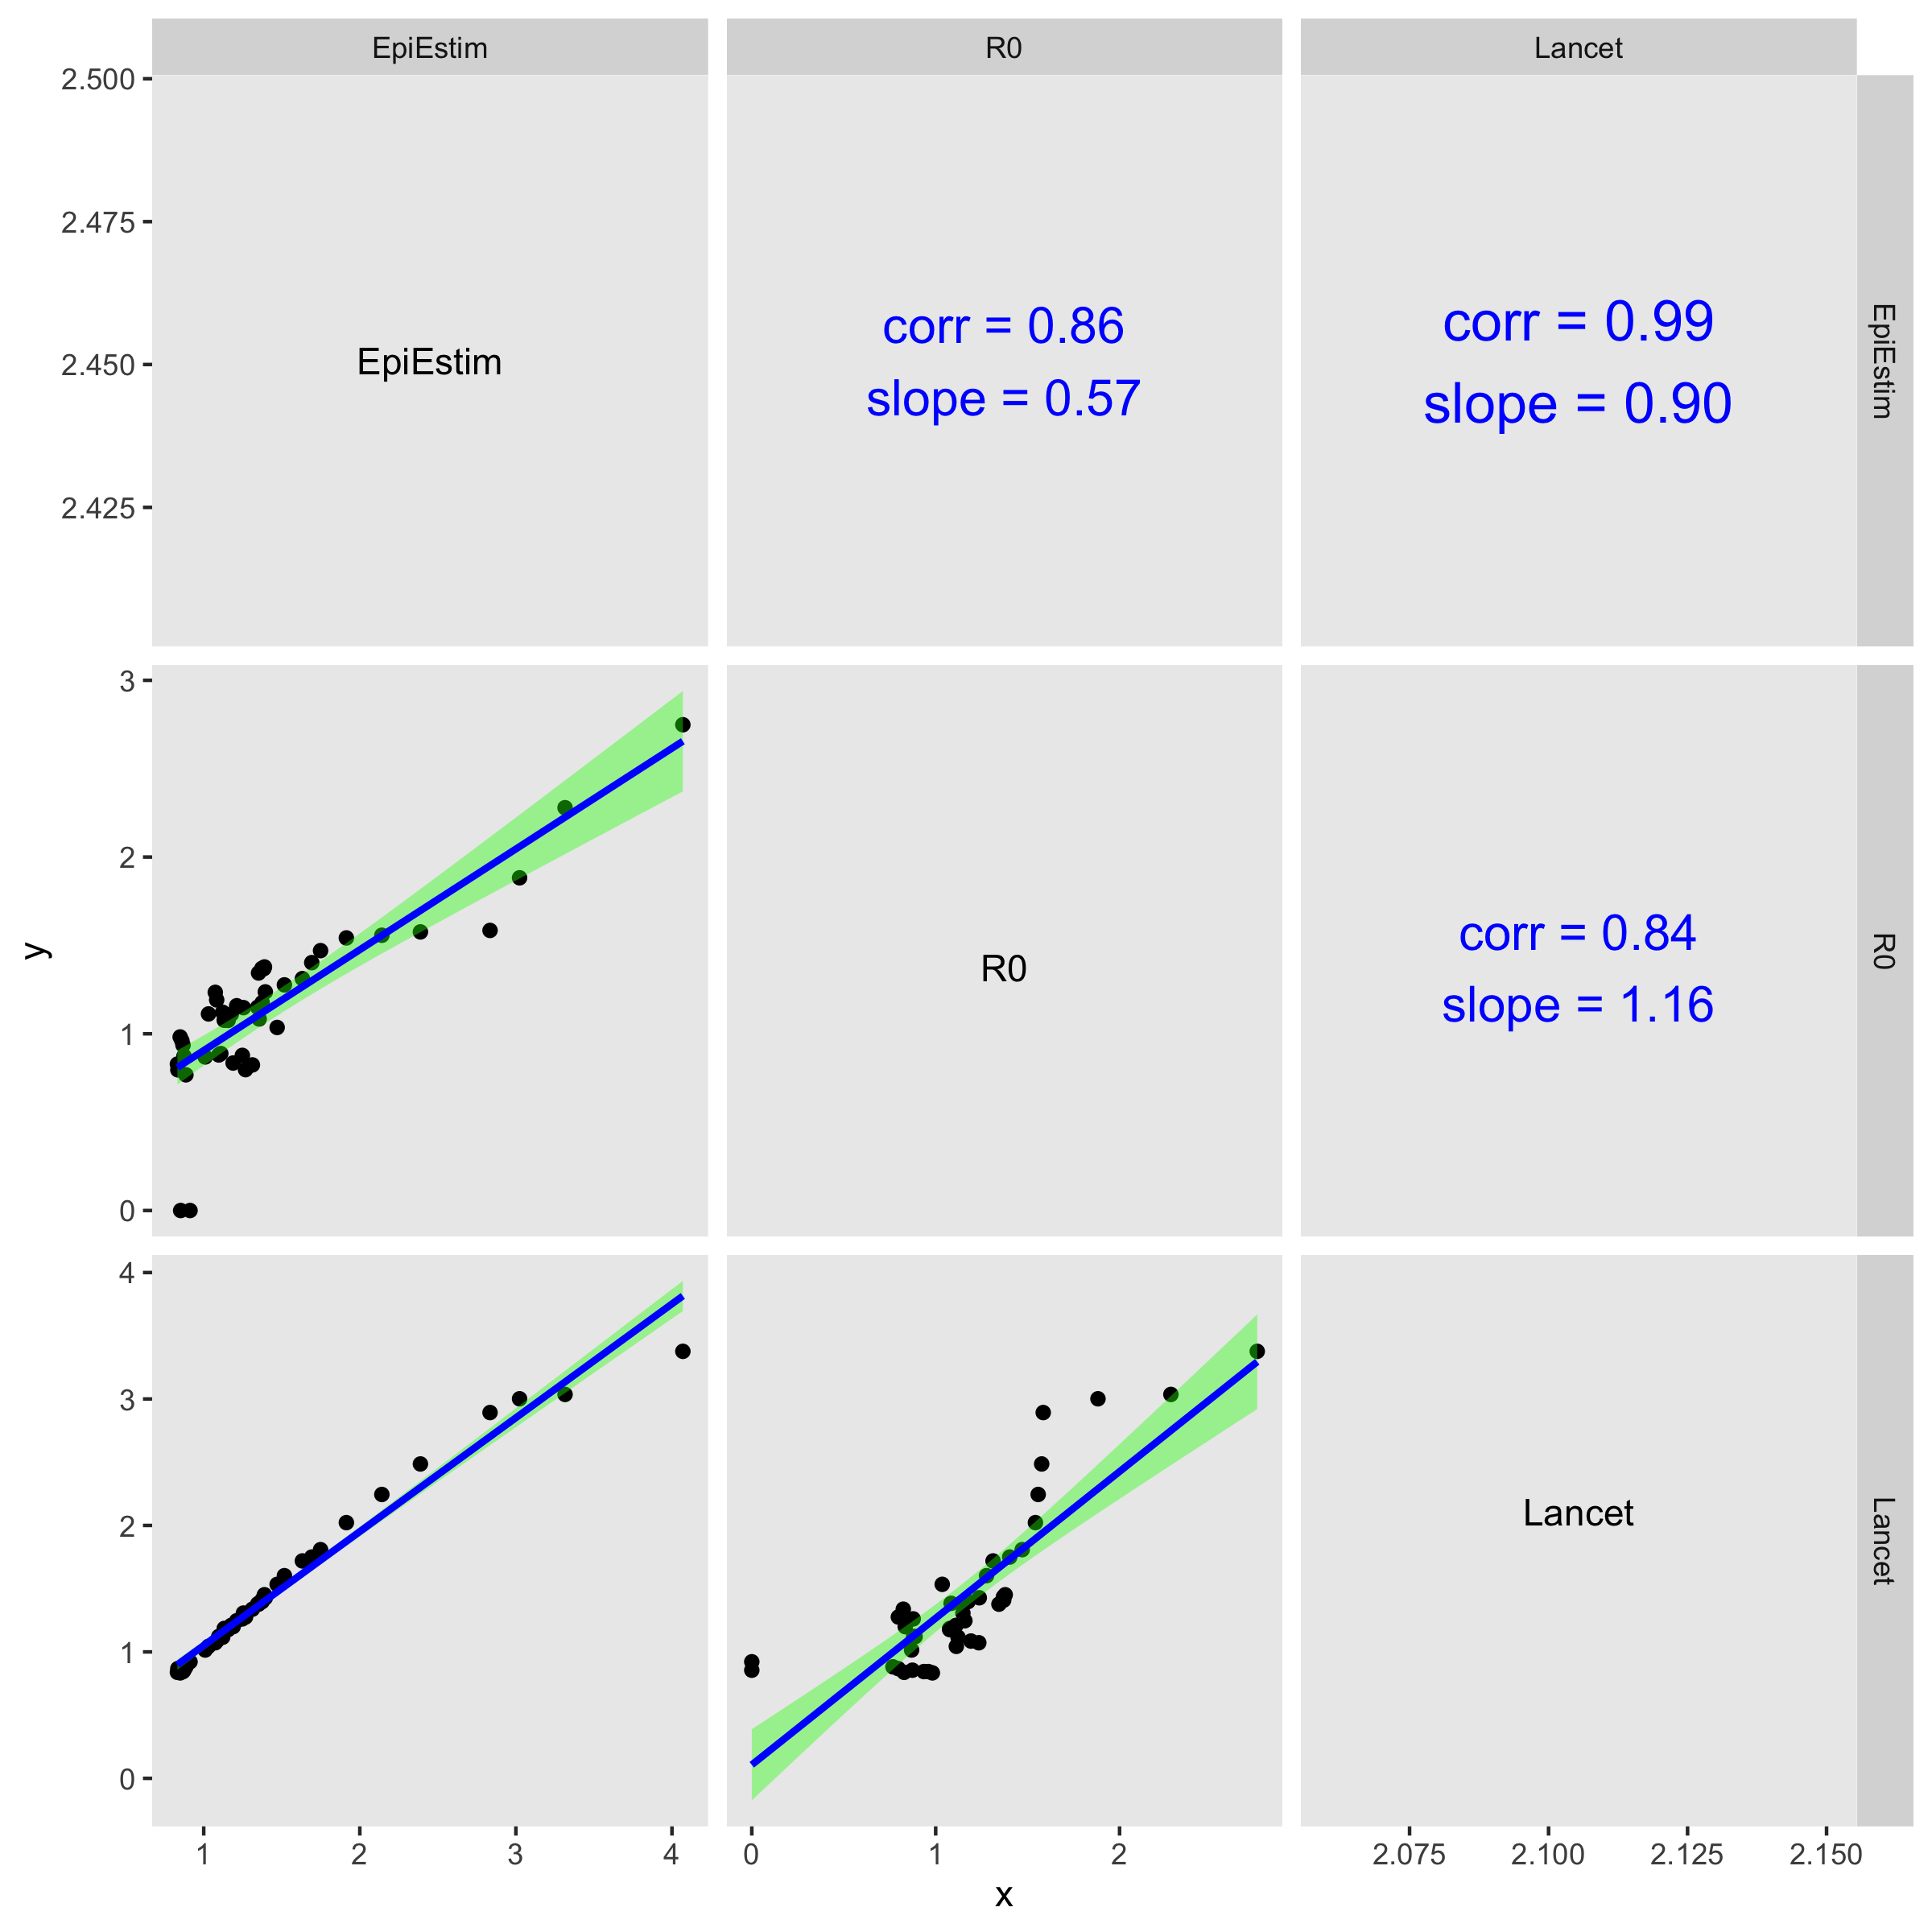 EpiEstim
R0
Lancet
2.500
2.475
2.450
2.425
EpiEstim
corr = 0.86
slope = 0.57
corr = 0.99
slope = 0.90
EpiEstim
y
3
2
1
0
R0
corr = 0.84
slope = 1.16
R0
4
3
2
1
0
Lancet
Lancet
1 2 3 4
0 1 2
2.075 2.100 2.125 2.150
x